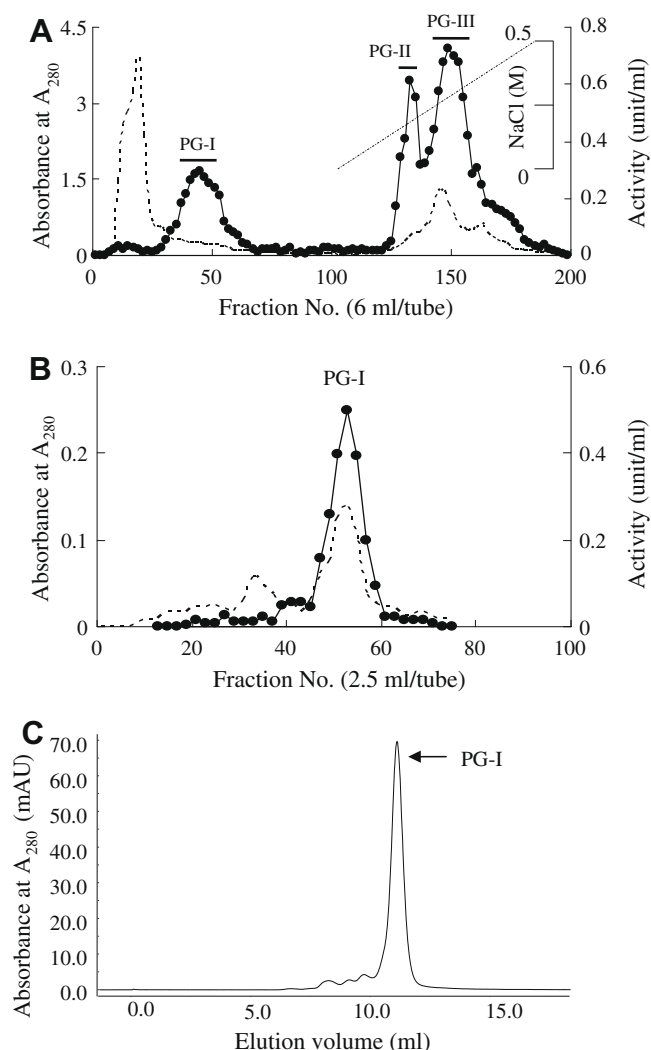 A
4.5
3
1.5
0
Absorbance at A280
PG-I
PG-II
PG-III
0.5
0
NaCl (M)
0.8
0.6
0.4
0.2
0
Activity (unit/ml)
0 50 100 150 200
Fraction No. (6 ml/tube)
B
0.3
0.2
0.1
0
Absorbance at A280
PG-I
0.6
0.4
0.2
0
Activity (unit/ml)
0 20 40 60 80 100
Fraction No. (2.5 ml/tube)
C
70.0
60.0
50.0
40.0
30.0
20.0
10.0
0.0
Absorbance at A280 (mAU)
PG-I
0.0 5.0 10.0 15.0
Elution volume (ml)